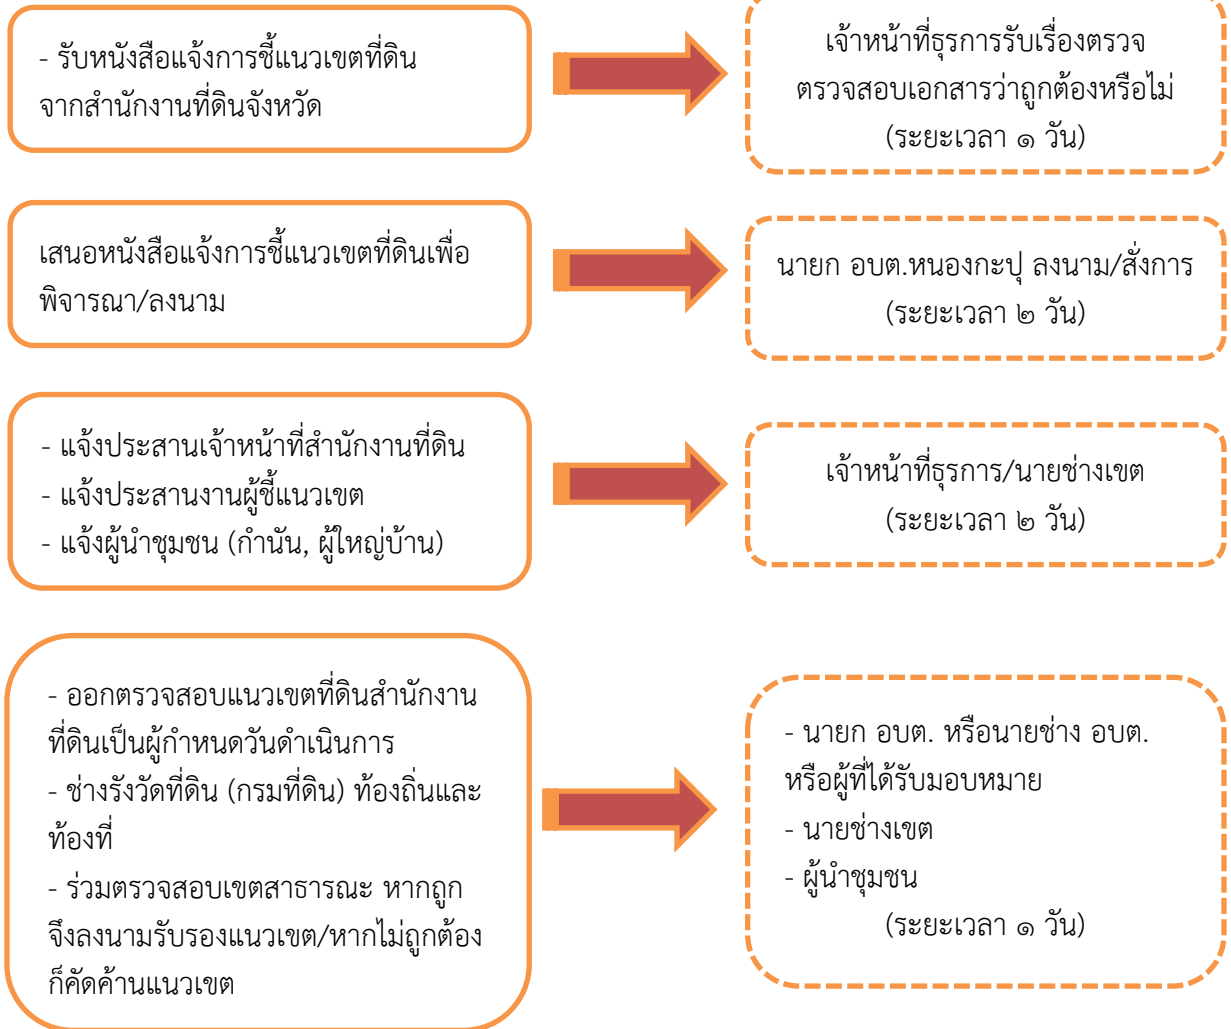 - รับหนังสือแจ้งการชี้แนวเขตที่ดิน
จากสำนักงานที่ดินจังหวัด
เจ้าหน้าที่ธุรการรับเรื่องตรวจ
ตรวจสอบเอกสารว่าถูกต้องหรือไม่
(ระยะเวลา ๑ วัน)
เสนอหนังสือแจ้งการชี้แนวเขตที่ดินเพื่อ
พิจารณา/ลงนาม
นายก อบต.หนองกะปุ ลงนาม/สั่งการ
(ระยะเวลา ๒ วัน)
- แจ้งประสานเจ้าหน้าที่สำนักงานที่ดิน
- แจ้งประสานงานผู้ชี้แนวเขต
- แจ้งผู้นำชุมชน (กำนัน, ผู้ใหญ่บ้าน)
เจ้าหน้าที่ธุรการ/นายช่างเขต
(ระยะเวลา ๒ วัน)
- ออกตรวจสอบแนวเขตที่ดินสำนักงาน
ที่ดินเป็นผู้กำหนดวันดำเนินการ
- ช่างรังวัดที่ดิน (กรมที่ดิน) ท้องถิ่นและ
ท้องที่
- ร่วมตรวจสอบเขตสาธารณะ หากถูก
จึงลงนามรับรองแนวเขต/หากไม่ถูกต้อง
ก็คัดค้านแนวเขต
- นายก อบต. หรือนายช่าง อบต.
หรือผู้ที่ได้รับมอบหมาย
- นายช่างเขต
- ผู้นำชุมชน
(ระยะเวลา ๑ วัน)